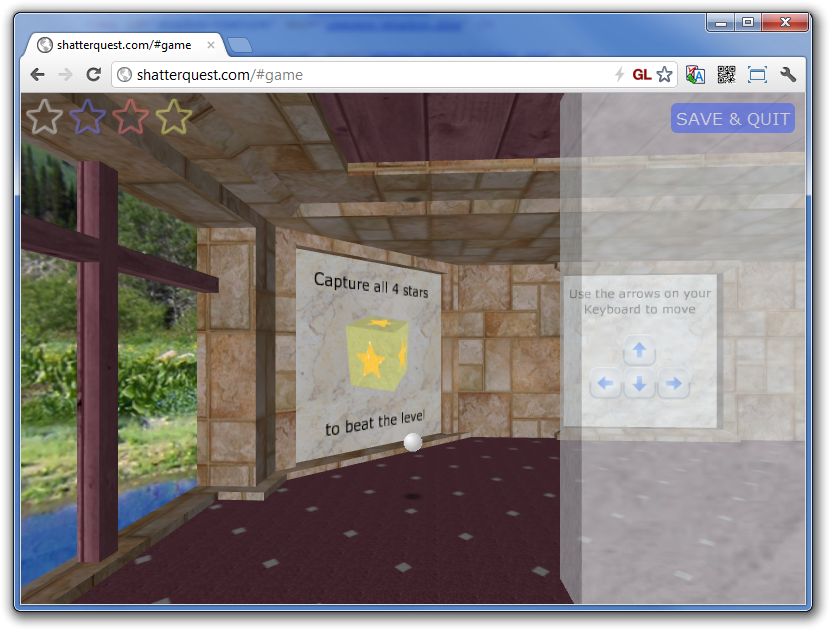 shatterquest.com/#game
shatterquest.com/#game
GL
SAVE & QUIT
Capture all 4 stars
to beat the level
Use the arrows on your
Keyboard to move